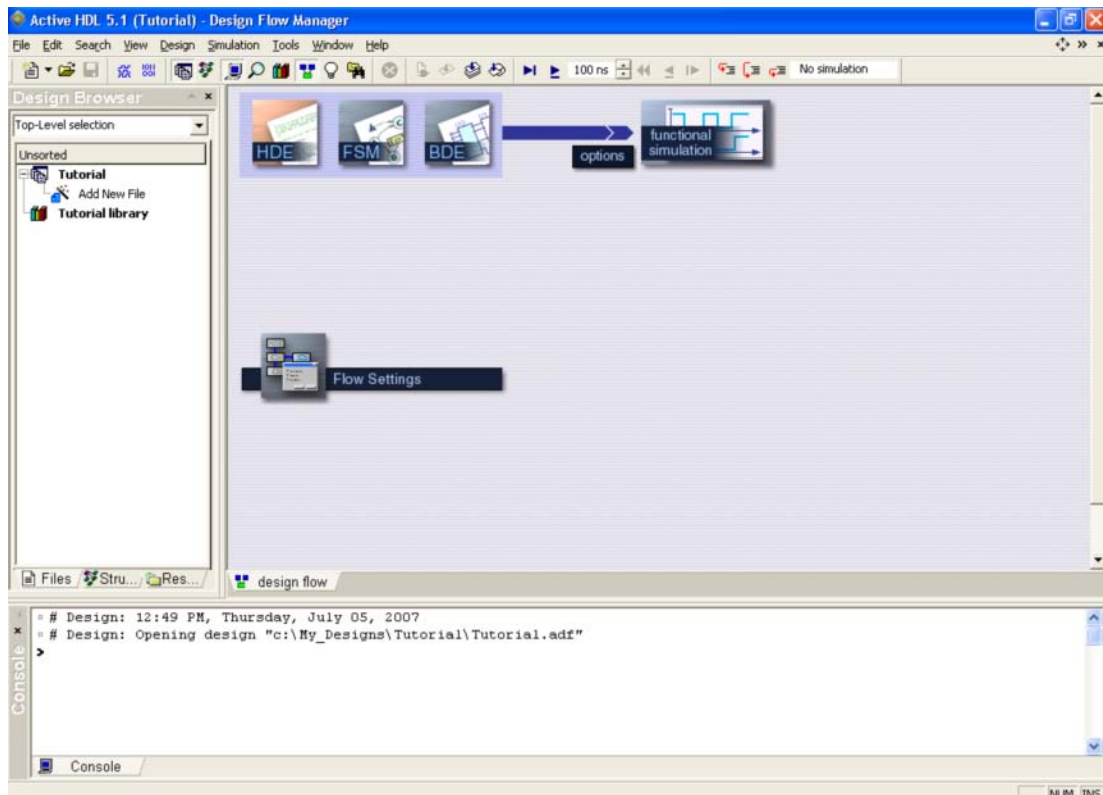 Active HDL 5.1 (Tutorial) - Design Flow Manager
File Edit Search View Design Simulation Tools Window Help
100 ns No simulation
Design Browser
Top-Level selection
Unsorted
Tutorial
Add New File
Tutorial library
Files Stru... Res...
HDE FSM BDE
options
functional
simulation
Flow Settings
design flow
# Design: 12:49 PM, Thursday, July 05, 2007
# Design: Opening design "c:\My_Designs\Tutorial\Tutorial.adf"
>
Console
Console
NUM INS